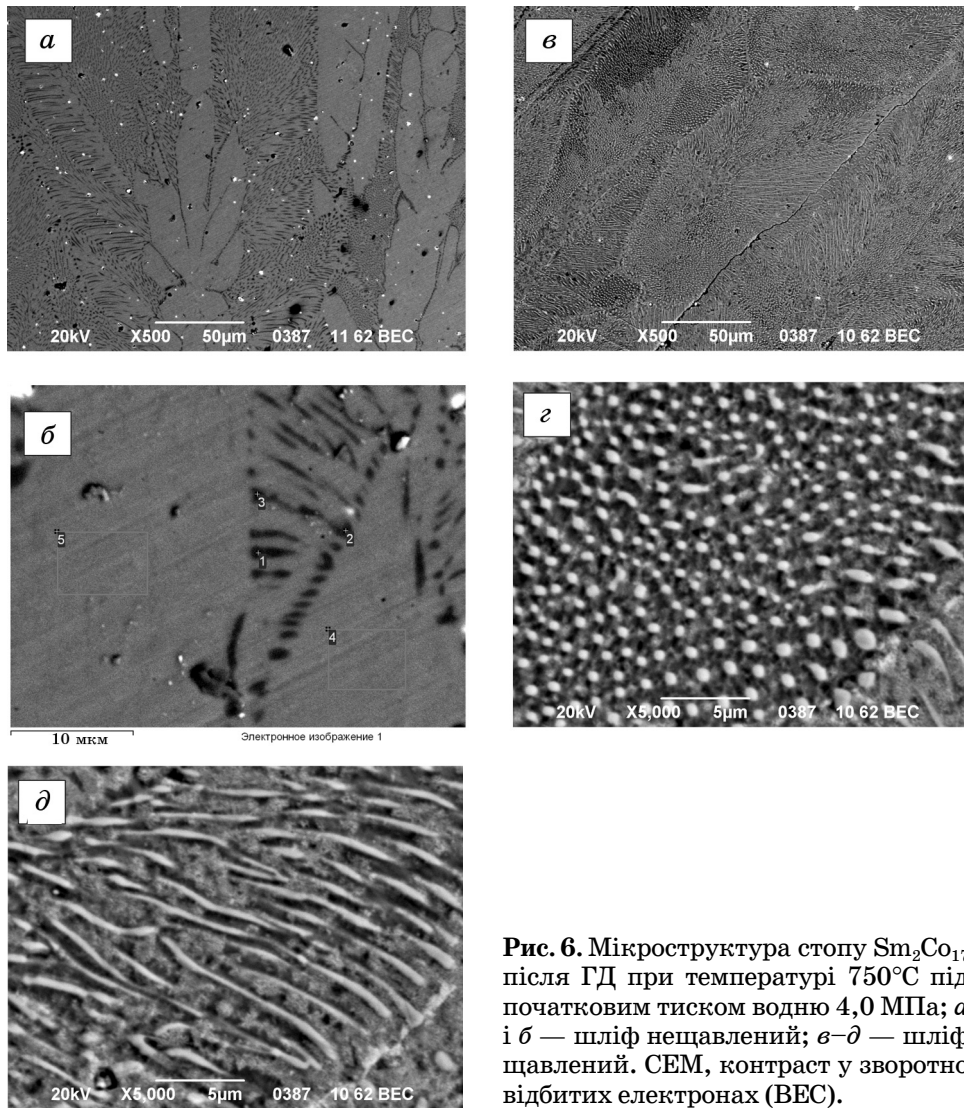 а
20kV X500 50µm 0387 11 62 BEC
в
20kV X500 50µm 0387 10 62 BEC
б
5
3
2
1
4
10 мкм
Электронное изображение 1
г
20kV X5,000 5µm 0387 10 62 BEC
д
20kV X5,000 5µm 0387 10 62 BEC
Рис. 6. Мікроструктура стопу Sm₂Co₁₇
після ГД при температурі 750°С під
початковим тиском водню 4,0 МПа; а
і б — шліф нещавлений; в–д — шліф
щавлений. СЕМ, контраст у зворотно
відбитих електронах (BEC).